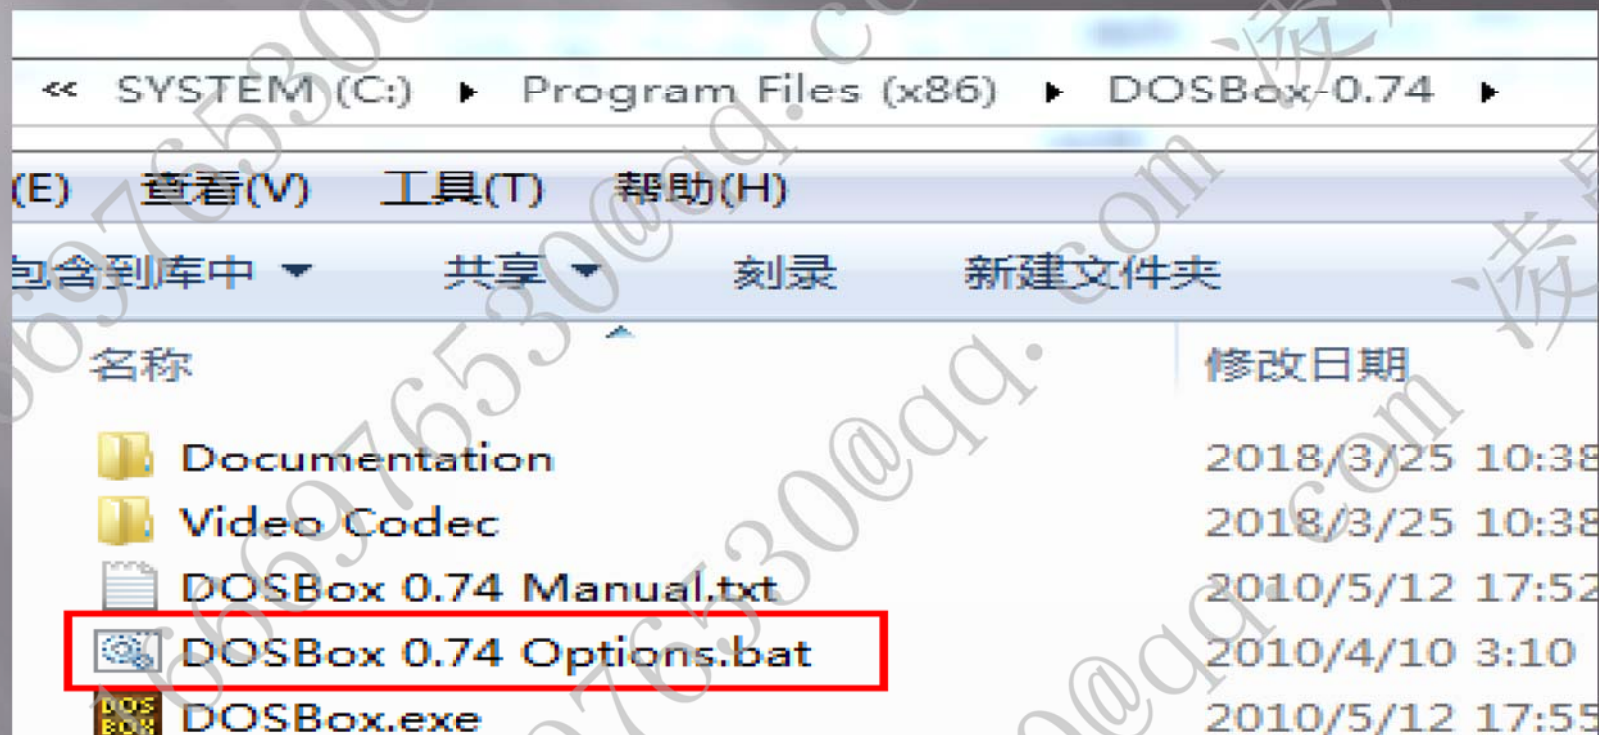 « SYSTEM (C:) ▸ Program Files (x86) ▸ DOSBox-0.74 ▸
(E) 查看(V) 工具(T) 帮助(H)
包含到库中 共享 刻录 新建文件夹
名称 修改日期
Documentation 2018/3/25 10:38
Video Codec 2018/3/25 10:38
DOSBox 0.74 Manual.txt 2010/5/12 17:52
DOSBox 0.74 Options.bat 2010/4/10 3:10
DOSBox.exe 2010/5/12 17:55